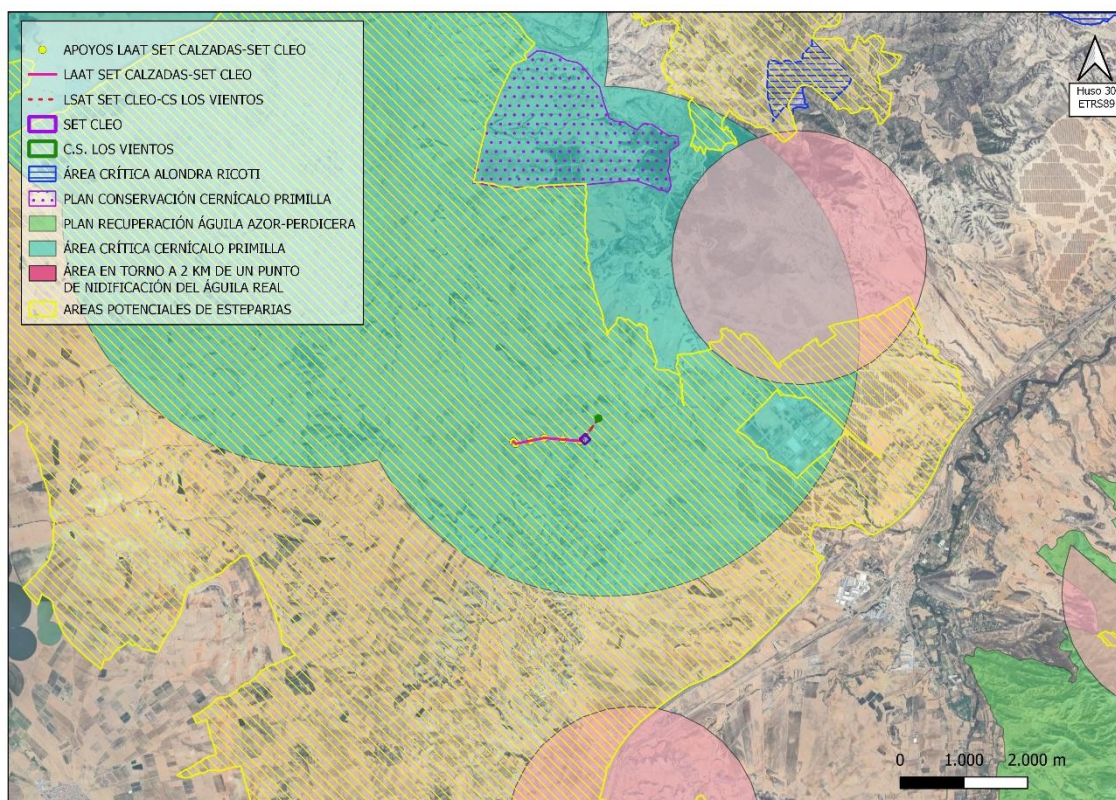 APOYOS LAAT SET CALZADAS-SET CLEO
LAAT SET CALZADAS-SET CLEO
LSAT SET CLEO-CS LOS VIENTOS
SET CLEO
C.S. LOS VIENTOS
ÁREA CRÍTICA ALONDRA RICOTI
PLAN CONSERVACIÓN CERNÍCALO PRIMILLA
PLAN RECUPERACIÓN ÁGUILA AZOR-PERDICERA
ÁREA CRÍTICA CERNÍCALO PRIMILLA
ÁREA EN TORNO A 2 KM DE UN PUNTO
DE NIDIFICACIÓN DEL ÁGUILA REAL
AREAS POTENCIALES DE ESTEPARIAS
Huso 30
ETRS89
0 1.000 2.000 m